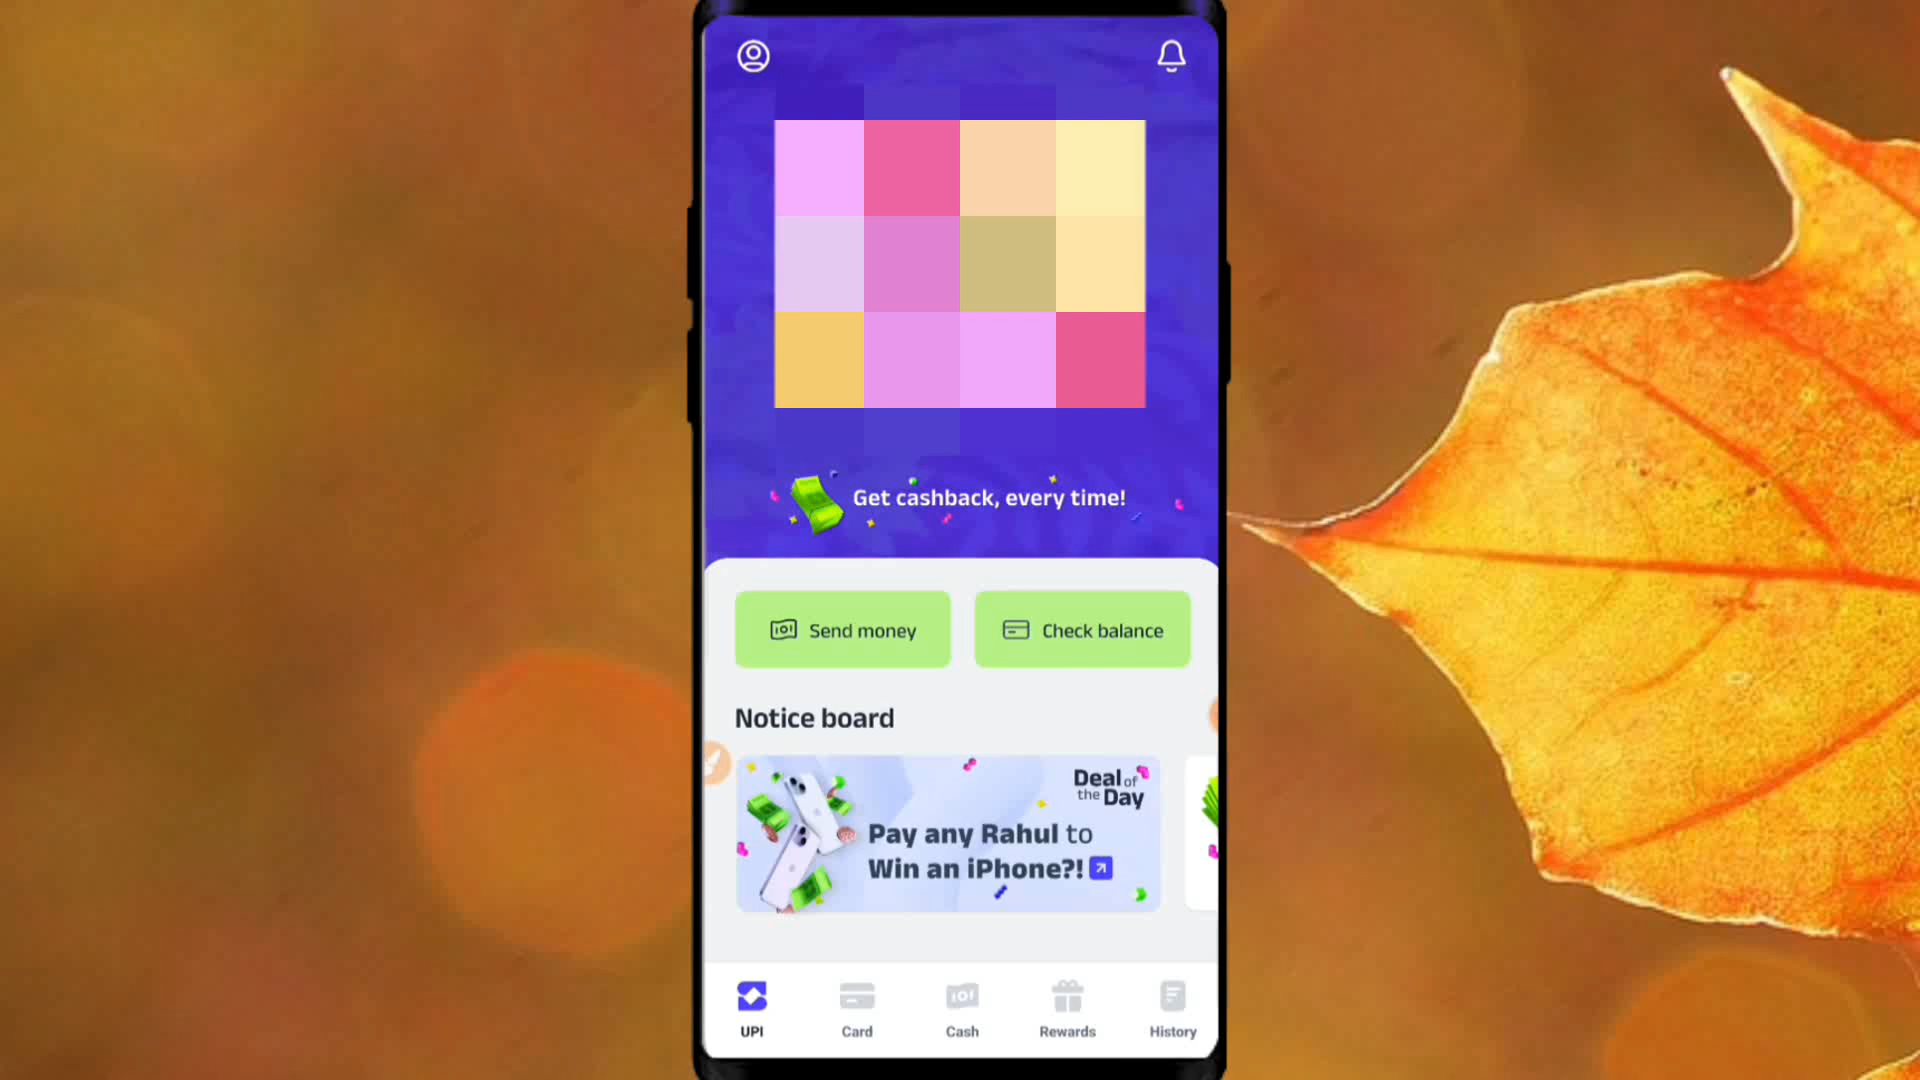 Get cashback, every time!
Send money
Check balance
Notice board
Deal of
the Day
Pay any Rahul to
Win an iPhone?!
UPI
Card
Cash
Rewards
History